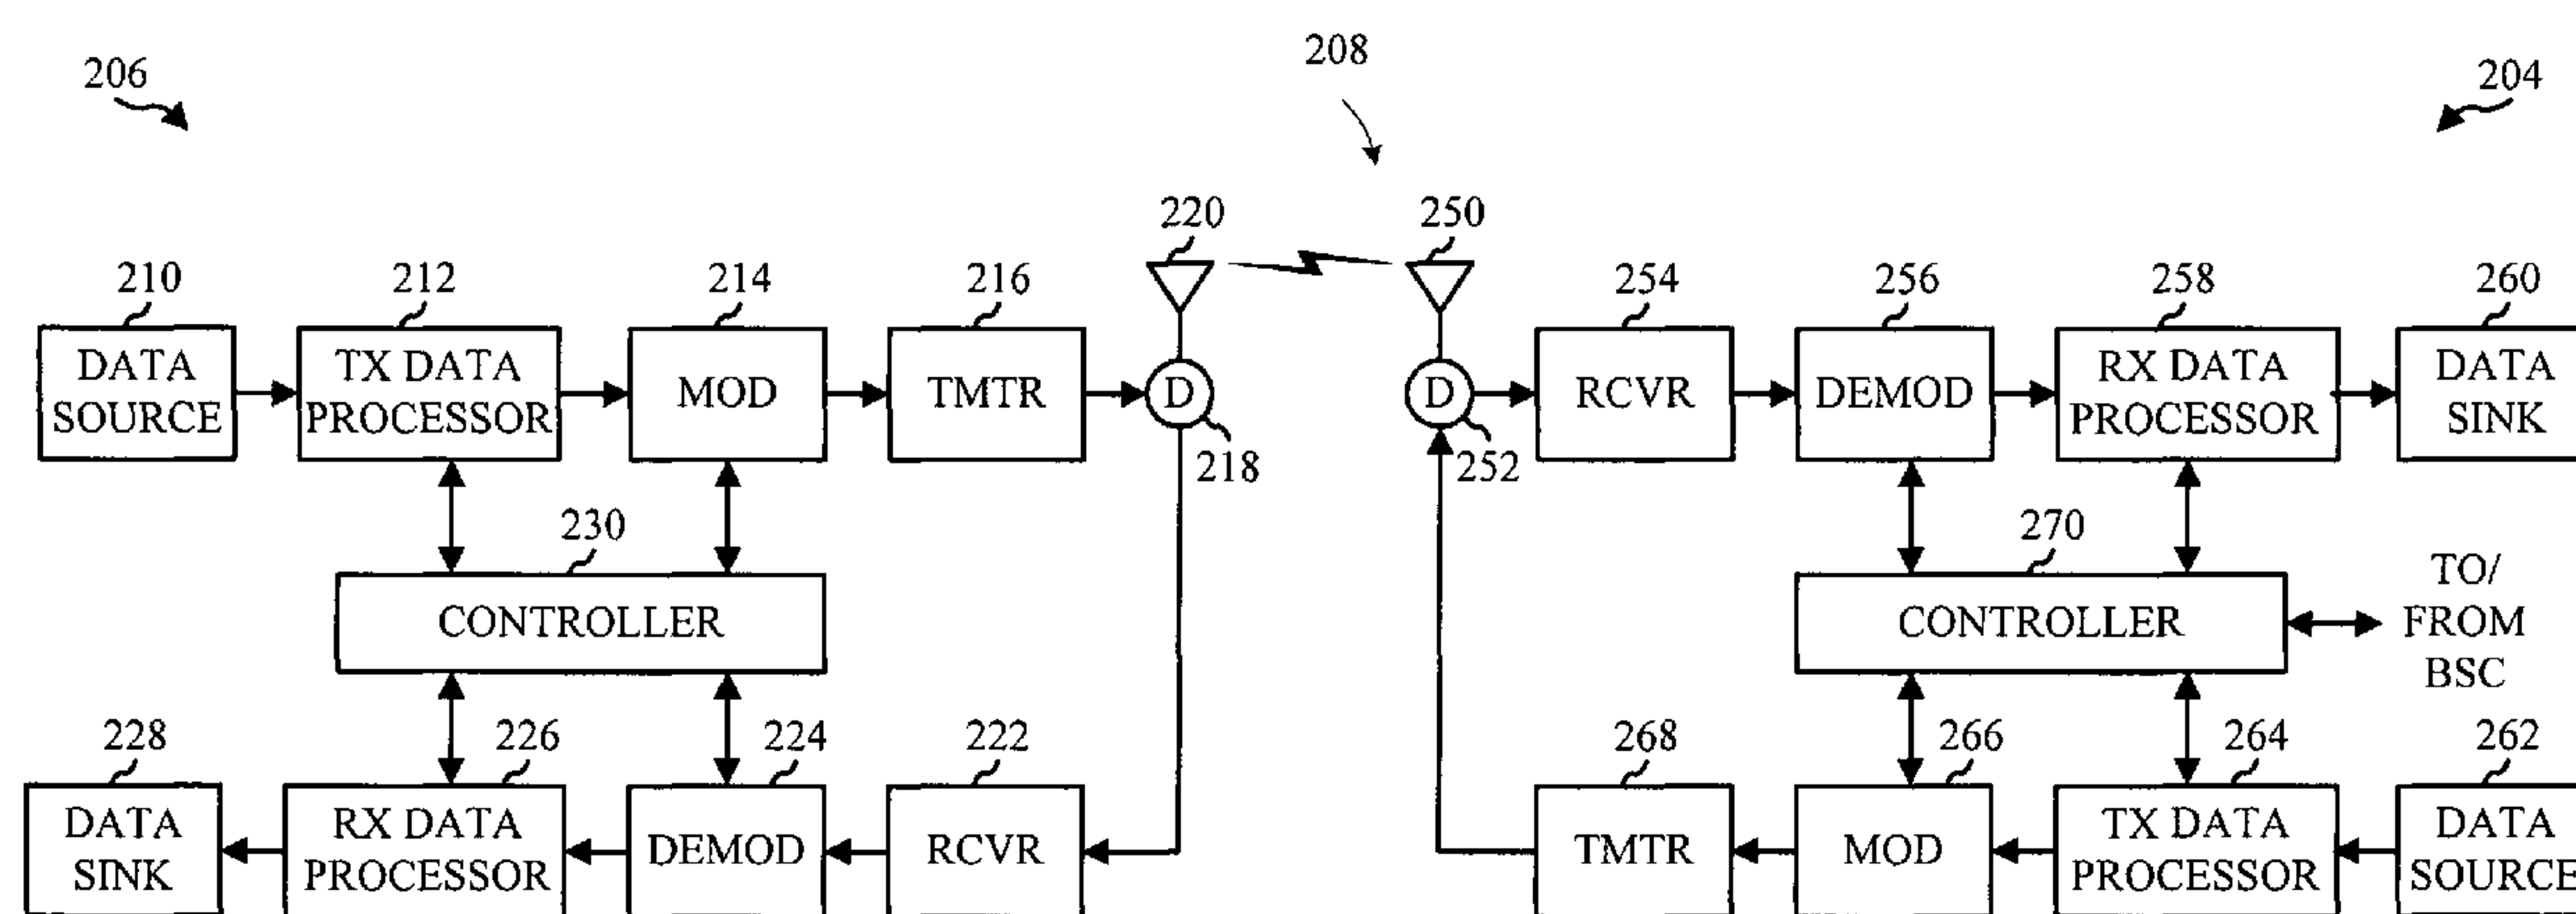 208
206
204
220
250
210
212
214
216
254
256
258
260
DATA
SOURCE
TX DATA
PROCESSOR
MOD
TMTR
D
D
RCVR
DEMOD
RX DATA
PROCESSOR
DATA
SINK
218
252
230
270
CONTROLLER
CONTROLLER
TO/
FROM
BSC
228
226
224
222
268
266
264
262
DATA
SINK
RX DATA
PROCESSOR
DEMOD
RCVR
TMTR
MOD
TX DATA
PROCESSOR
DATA
SOURCE